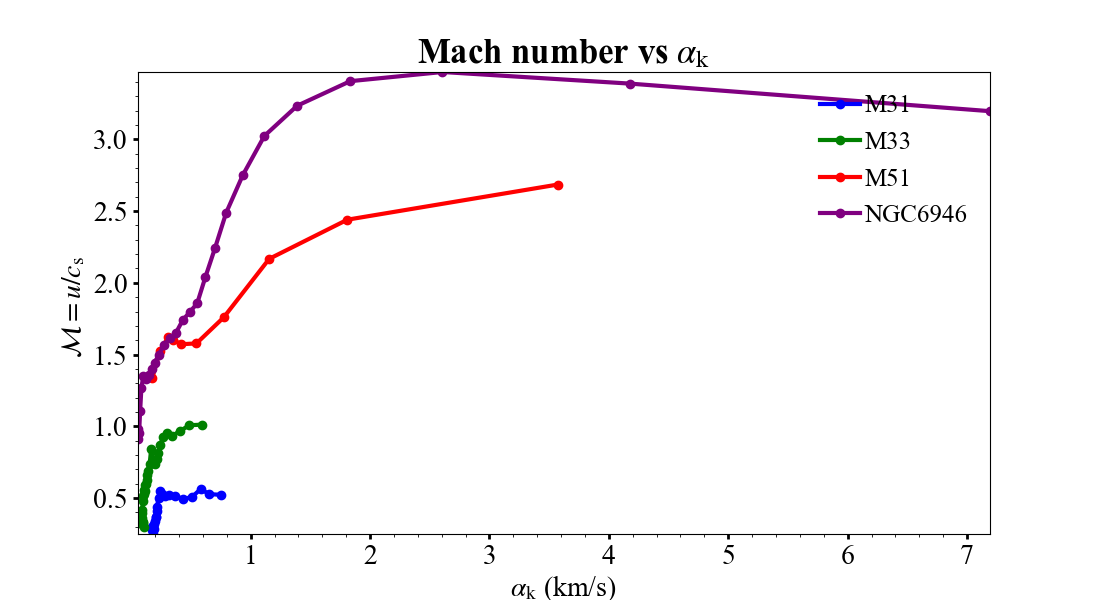 Mach number vs αk
3.0
2.5
2.0
1.5
1.0
0.5
ℳ = u/cs
1 2 3 4 5 6 7
αk (km/s)
M31
M33
M51
NGC6946